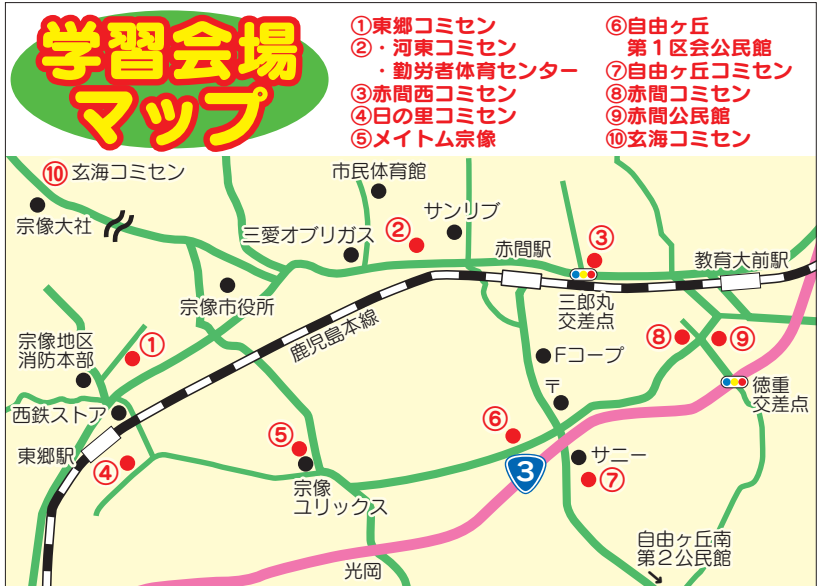 学習会場
マップ
①東郷コミセン
②・河東コミセン
・勤労者体育センター
③赤間西コミセン
④日の里コミセン
⑤メイトム宗像
⑥自由ヶ丘
第1区会公民館
⑦自由ヶ丘コミセン
⑧赤間コミセン
⑨赤間公民館
⑩玄海コミセン
⑩玄海コミセン
宗像大社
市民体育館
三愛オブリガス
②
サンリブ
赤間駅
③
教育大前駅
宗像市役所
三郎丸
交差点
鹿児島本線
宗像地区
消防本部
①
Fコープ
⑧
⑨
〒
徳重
交差点
西鉄ストア
東郷駅
④
⑤
宗像
ユリックス
⑥
3
サニー
⑦
光岡
自由ヶ丘南
第2公民館